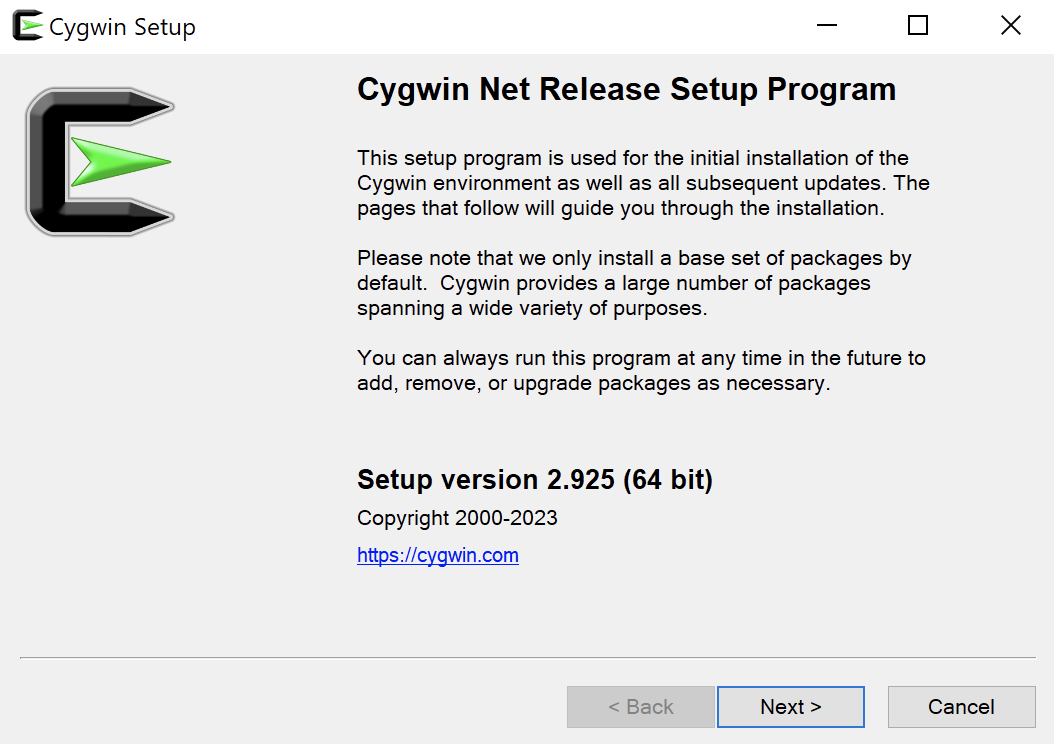 Cygwin Setup
Cygwin Net Release Setup Program
This setup program is used for the initial installation of the
Cygwin environment as well as all subsequent updates. The
pages that follow will guide you through the installation.
Please note that we only install a base set of packages by
default.  Cygwin provides a large number of packages
spanning a wide variety of purposes.
You can always run this program at any time in the future to
add, remove, or upgrade packages as necessary.
Setup version 2.925 (64 bit)
Copyright 2000-2023
https://cygwin.com
< Back Next > Cancel